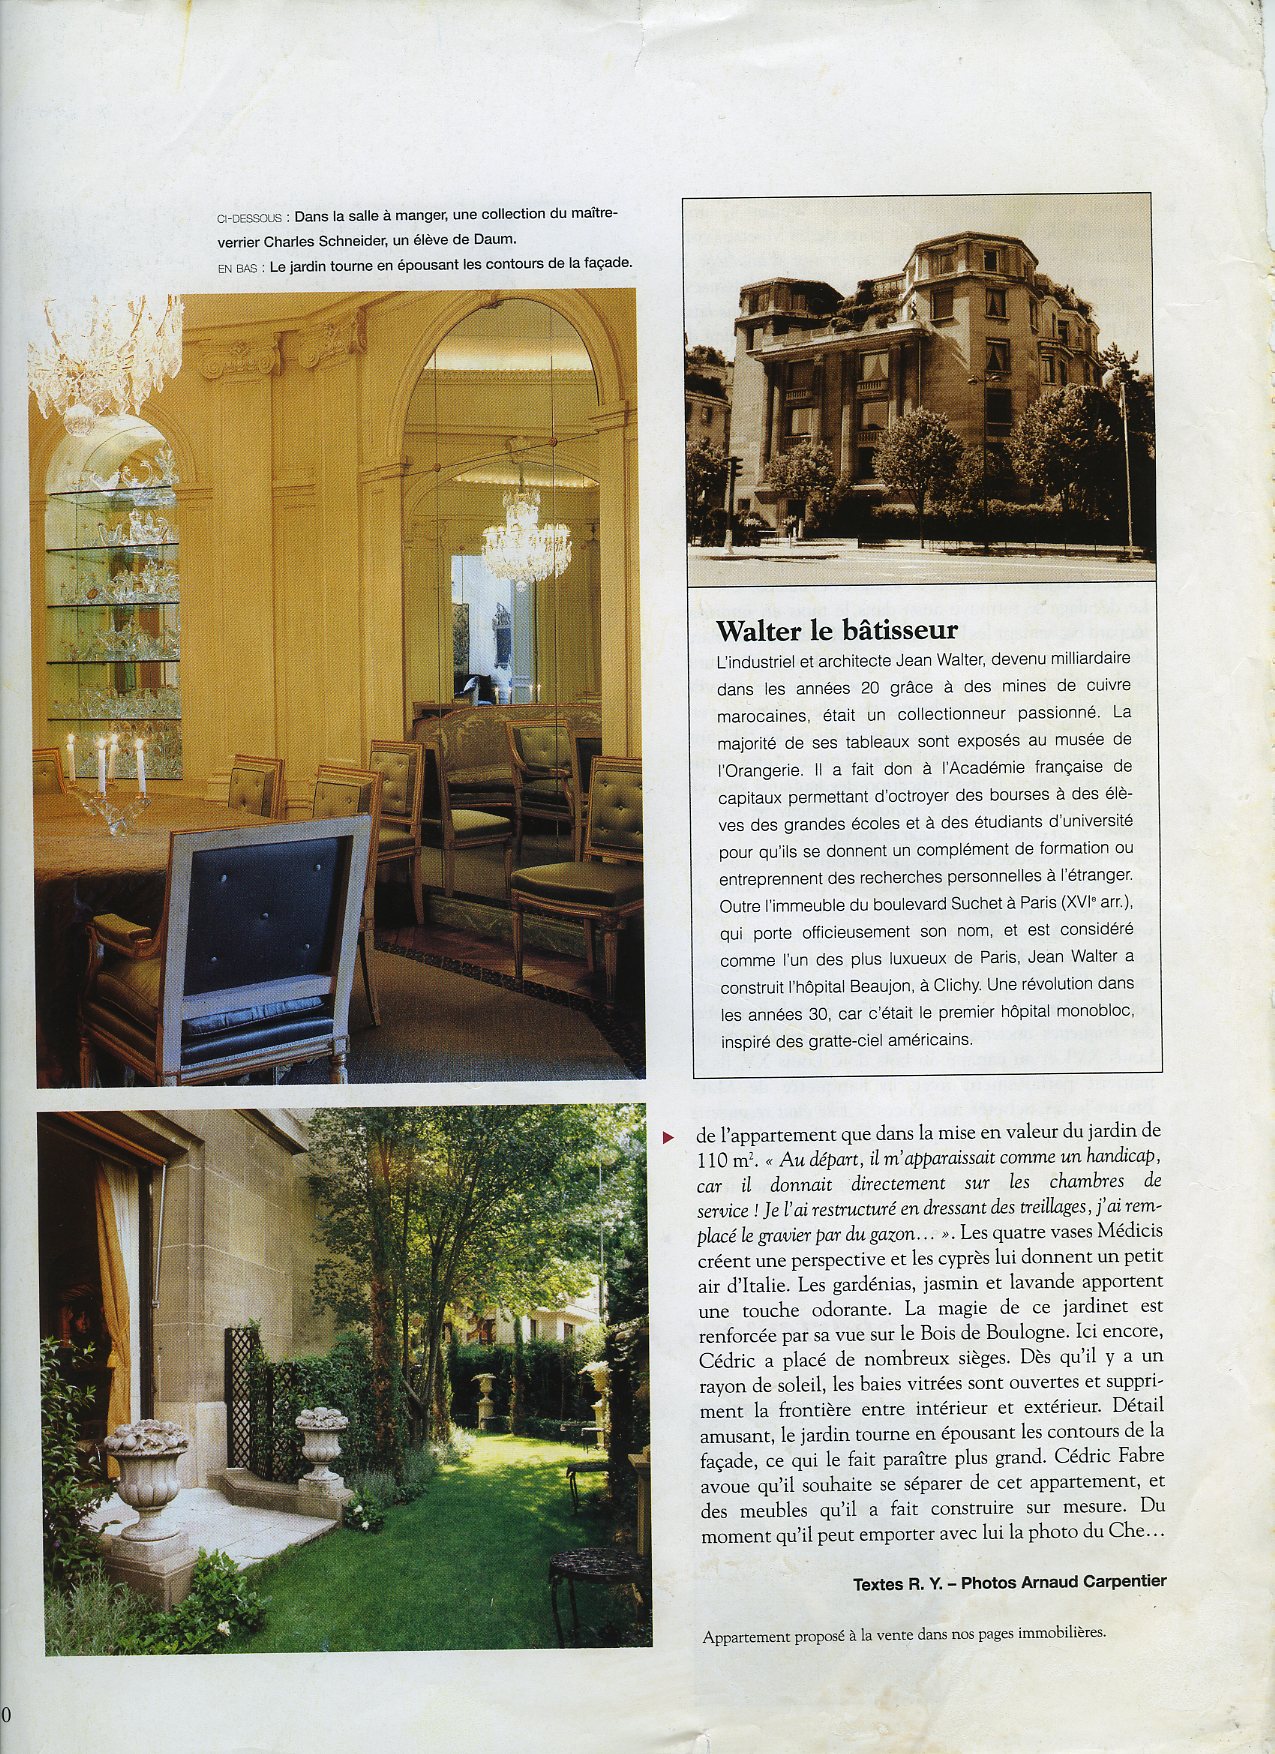 CI-DESSOUS : Dans la salle à manger, une collection du maître-
verrier Charles Schneider, un élève de Daum.
EN BAS : Le jardin tourne en épousant les contours de la façade.
Walter le bâtisseur
L'industriel et architecte Jean Walter, devenu milliardaire
dans les années 20 grâce à des mines de cuivre
marocaines, était un collectionneur passionné. La
majorité de ses tableaux sont exposés au musée de
l'Orangerie. Il a fait don à l'Académie française de
capitaux permettant d'octroyer des bourses à des élè-
ves des grandes écoles et à des étudiants d'université
pour qu'ils se donnent un complément de formation ou
entreprennent des recherches personnelles à l'étranger.
Outre l'immeuble du boulevard Suchet à Paris (XVIe arr.),
qui porte officieusement son nom, et est considéré
comme l'un des plus luxueux de Paris, Jean Walter a
construit l'hôpital Beaujon, à Clichy. Une révolution dans
les années 30, car c'était le premier hôpital monobloc,
inspiré des gratte-ciel américains.
de l'appartement que dans la mise en valeur du jardin de
110 m². « Au départ, il m'apparaissait comme un handicap,
car il donnait directement sur les chambres de
service ! Je l'ai restructuré en dressant des treillages, j'ai rem-
placé le gravier par du gazon... ». Les quatre vases Médicis
créent une perspective et les cyprès lui donnent un petit
air d'Italie. Les gardénias, jasmin et lavande apportent
une touche odorante. La magie de ce jardinet est
renforcée par sa vue sur le Bois de Boulogne. Ici encore,
Cédric a placé de nombreux sièges. Dès qu'il y a un
rayon de soleil, les baies vitrées sont ouvertes et suppri-
ment la frontière entre intérieur et extérieur. Détail
amusant, le jardin tourne en épousant les contours de la
façade, ce qui le fait paraître plus grand. Cédric Fabre
avoue qu'il souhaite se séparer de cet appartement, et
des meubles qu'il a fait construire sur mesure. Du
moment qu'il peut emporter avec lui la photo du Che...
Textes R. Y. – Photos Arnaud Carpentier
Appartement proposé à la vente dans nos pages immobilières.
0